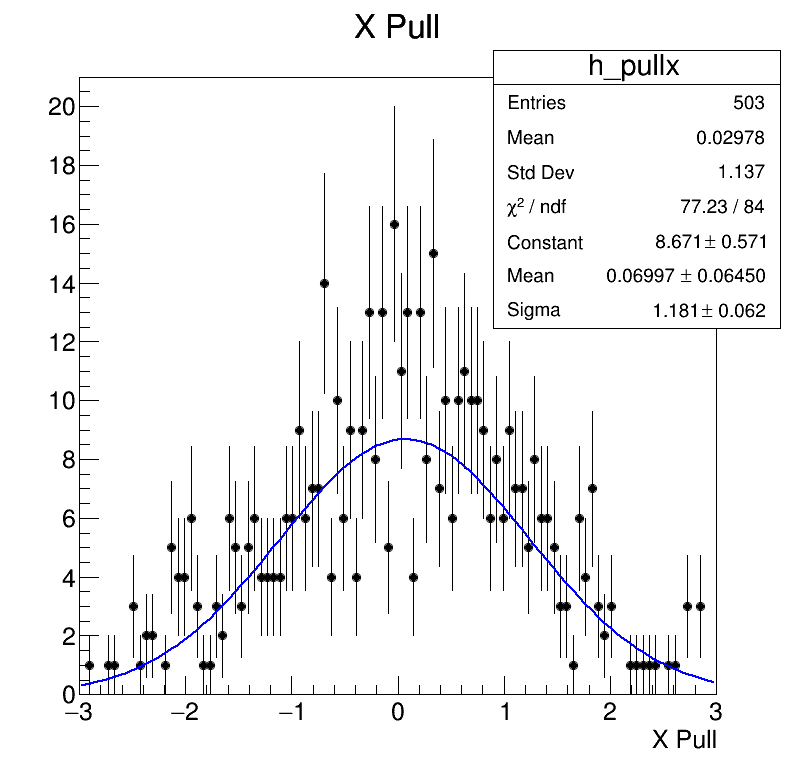 X Pull
h_pullx
Entries 503
Mean 0.02978
Std Dev 1.137
χ² / ndf 77.23 / 84
Constant 8.671 ± 0.571
Mean 0.06997 ± 0.06450
Sigma 1.181 ± 0.062
20
18
16
14
12
10
8
6
4
2
0
−3 −2 −1 0 1 2 3
X Pull